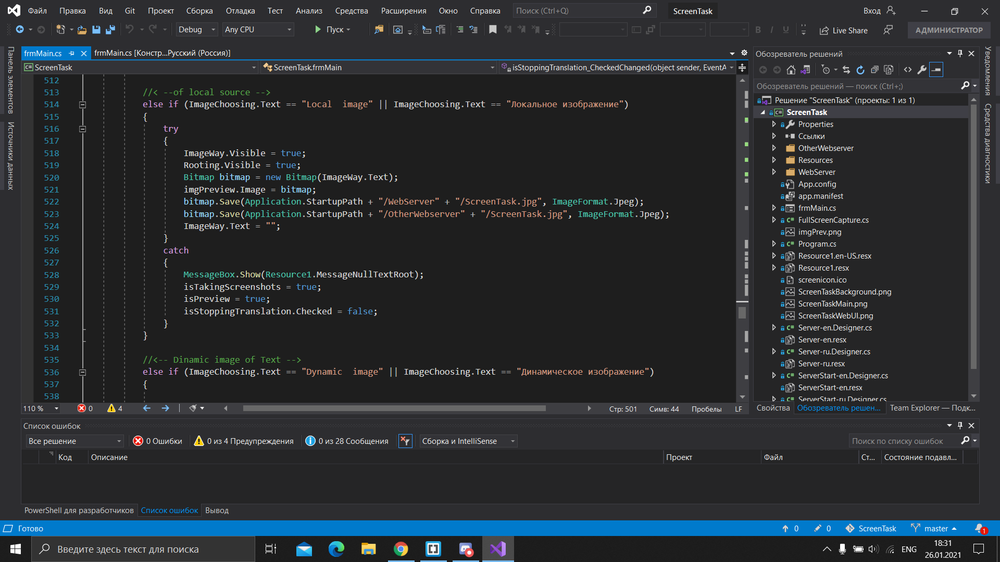 Файл Правка Вид Git Проект Сборка Отладка Тест Анализ Средства Расширения Окно Справка Поиск (Ctrl+Q) ScreenTask Вход
Debug Any CPU Пуск Live Share АДМИНИСТРАТОР
Панель элементов
Источники данных
frmMain.cs frmMain.cs [Констр...Русский (Россия)]
ScreenTask ScreenTask.frmMain isStoppingTranslation_CheckedChanged(object sender, EventA
512
513 //< --of local source -->
514 else if (ImageChoosing.Text == "Local  image" || ImageChoosing.Text == "Локальное изображение")
515 {
516 try
517 {
518 ImageWay.Visible = true;
519 Rooting.Visible = true;
520 Bitmap bitmap = new Bitmap(ImageWay.Text);
521 imgPreview.Image = bitmap;
522 bitmap.Save(Application.StartupPath + "/WebServer" + "/ScreenTask.jpg", ImageFormat.Jpeg);
523 bitmap.Save(Application.StartupPath + "/OtherWebserver" + "/ScreenTask.jpg", ImageFormat.Jpeg);
524 ImageWay.Text = "";
525 }
526 catch
527 {
528 MessageBox.Show(Resource1.MessageNullTextRoot);
529 isTakingScreenshots = true;
530 isPreview = true;
531 isStoppingTranslation.Checked = false;
532 }
533 }
534
535 //<-- Dinamic image of Text -->
536 else if (ImageChoosing.Text == "Dynamic  image" || ImageChoosing.Text == "Динамическое изображение")
537 {
538
110 % 0 4 Стр: 501 Симв: 44 Пробелы LF
Обозреватель решений
Обозреватель решений — поиск (Ctrl+;)
Решение "ScreenTask" (проекты: 1 из 1)
ScreenTask
Properties
Ссылки
OtherWebserver
Resources
WebServer
App.config
app.manifest
frmMain.cs
FullScreenCapture.cs
imgPrev.png
Program.cs
Resource1.en-US.resx
Resource1.resx
screenicon.ico
ScreenTaskBackground.png
ScreenTaskMain.png
ScreenTaskWebUI.png
Server-en.Designer.cs
Server-en.resx
Server-ru.Designer.cs
Server-ru.resx
ServerStart-en.Designer.cs
ServerStart-en.resx
ServerStart-ru.Designer.cs
Свойства Обозреватель решен... Team Explorer — Подк...
Уведомления
Средства диагностики
Список ошибок
Все решение 0 Ошибки 0 из 4 Предупреждения 0 из 28 Сообщения Сборка и IntelliSense Поиск по списку ошибок
Код Описание Проект Файл Ст... Состояние подавл...
PowerShell для разработчиков Список ошибок Вывод
Готово 0 0 ScreenTask master 1
Введите здесь текст для поиска ENG 18:31
26.01.2021